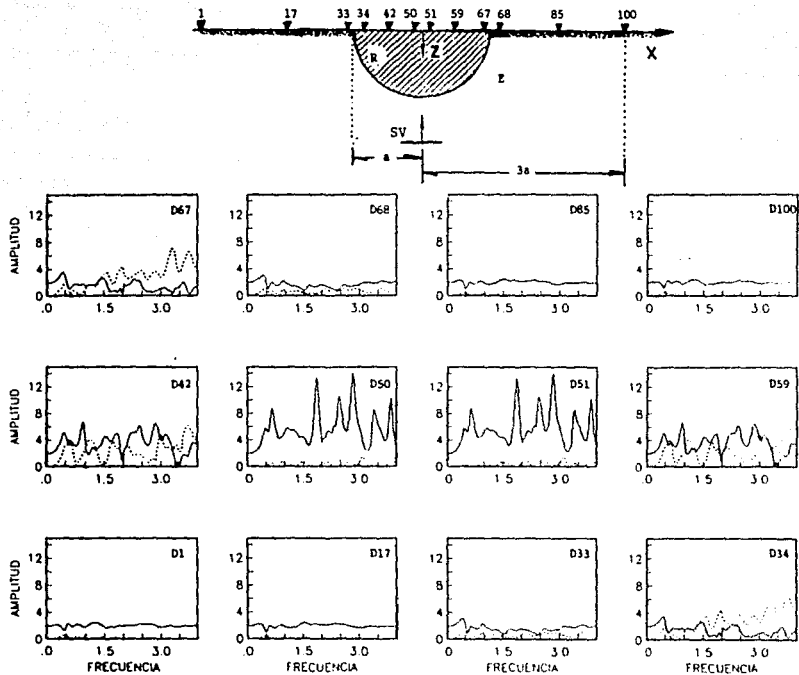 1 17 33 34 42 50 51 59 67 68 85 100
Z
X
R
E
SV
a
3a
AMPLITUD
D67
12
8
4
0
.0 1.5 3.0
D68
12
8
4
0
.0 1.5 3.0
D85
12
8
4
0
.0 1.5 3.0
D100
12
8
4
0
.0 1.5 3.0
AMPLITUD
D42
12
8
4
0
.0 1.5 3.0
D50
12
8
4
0
.0 1.5 3.0
D51
12
8
4
0
.0 1.5 3.0
D59
12
8
4
0
.0 1.5 3.0
AMPLITUD
D1
12
8
4
0
.0 1.5 3.0
FRECUENCIA
D17
12
8
4
0
.0 1.5 3.0
FRECUENCIA
D33
12
8
4
0
.0 1.5 3.0
FRECUENCIA
D34
12
8
4
0
.0 1.5 3.0
FRECUENCIA